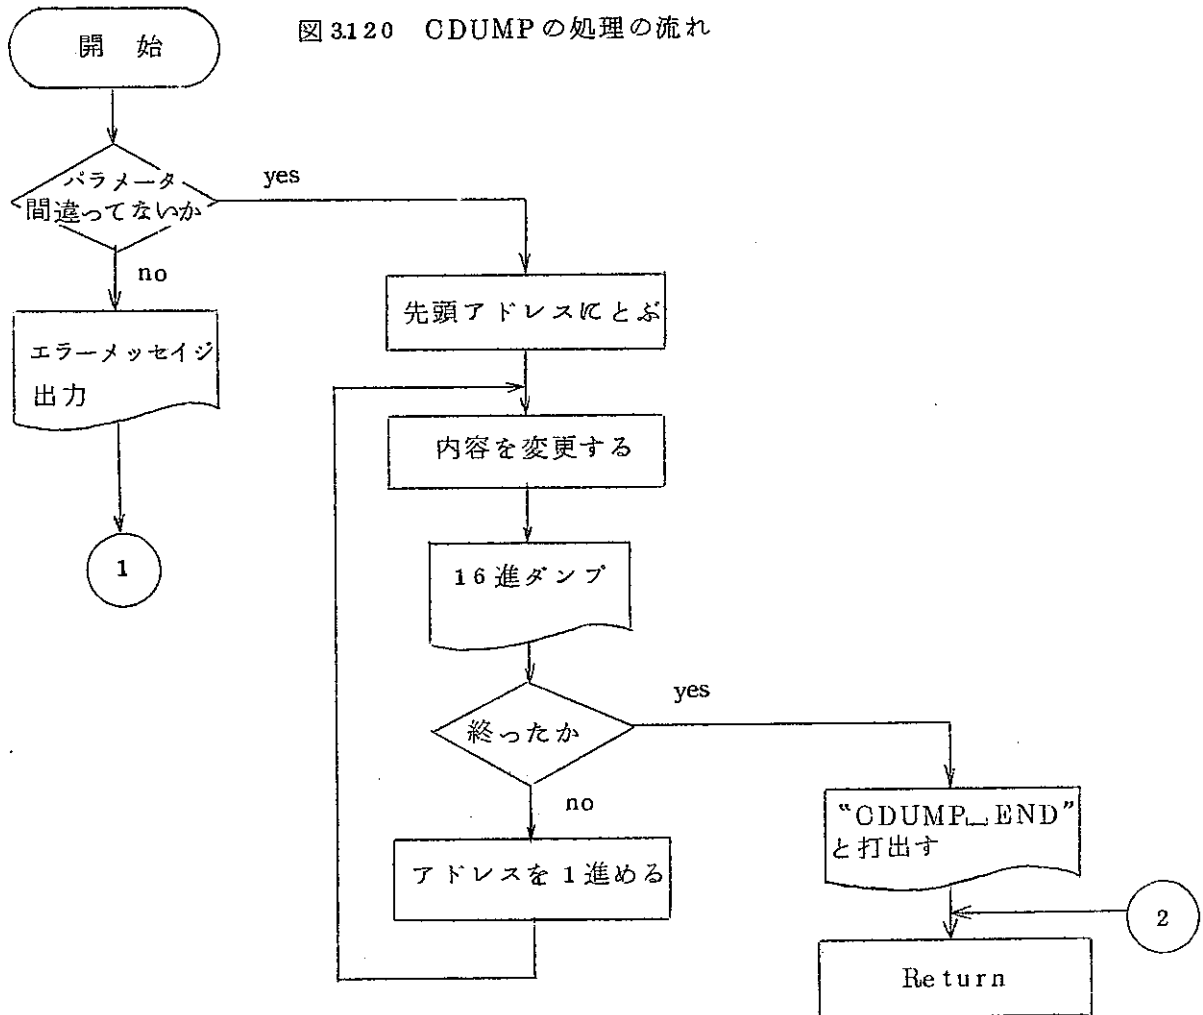 図 3.120 CDUMPの処理の流れ
開 始
パラメータ
間違ってないか
yes
no
エラーメッセイジ
出力
1
先頭アドレスにとぶ
内容を変更する
16進ダンプ
終ったか
yes
no
アドレスを1進める
“CDUMP␣END”
と打出す
2
Return